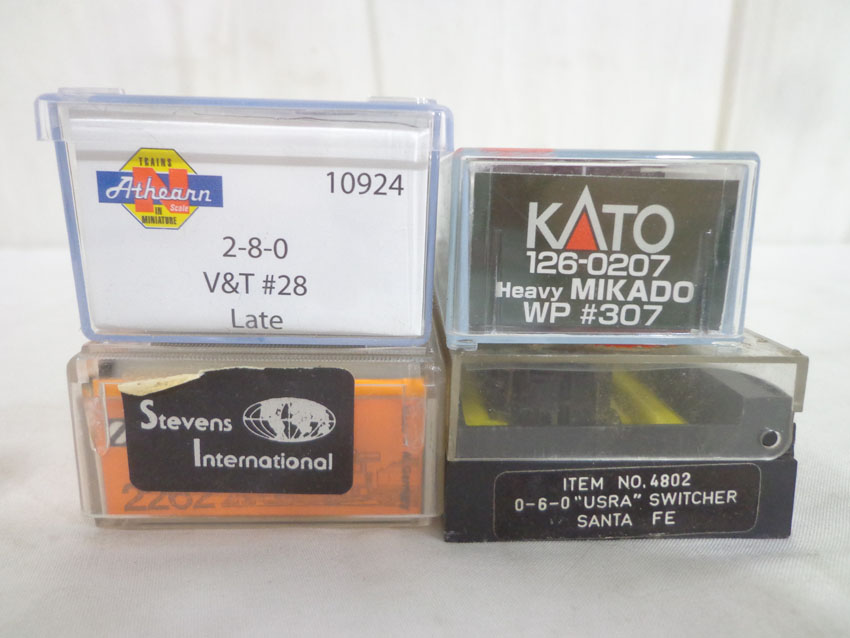 TRAINS
Athearn
N
Scale
IN
MINIATURE
10924
2-8-0
V&T #28
Late
KATO
126-0207
Heavy MIKADO
WP #307
Stevens
International
2262
ITEM NO. 4802
0-6-0 "USRA" SWITCHER
SANTA FE